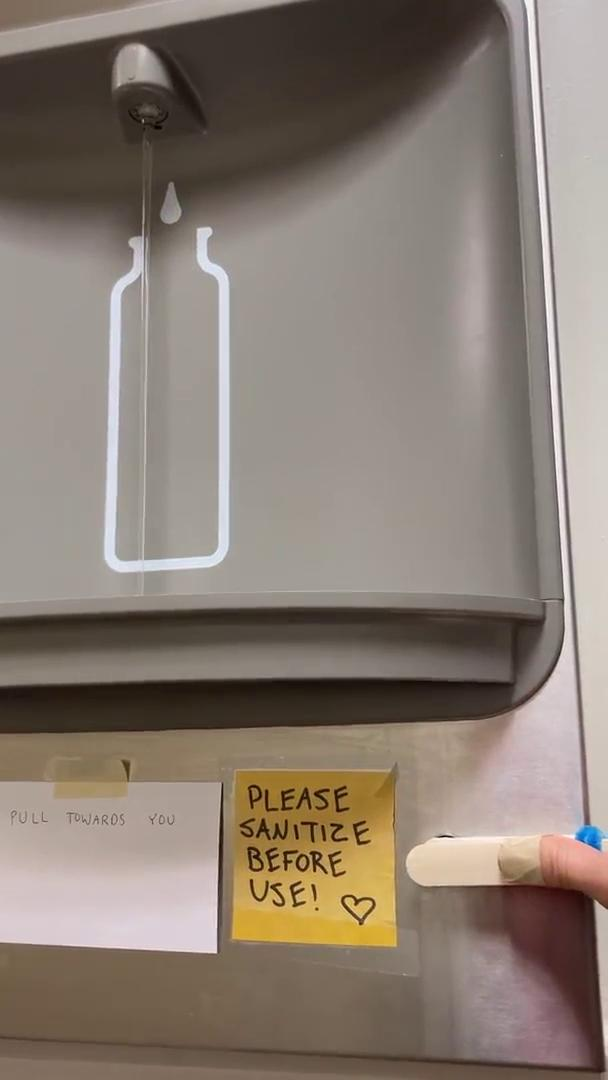 PULL TOWARDS YOU
PLEASE
SANITIZE
BEFORE
USE! ♡